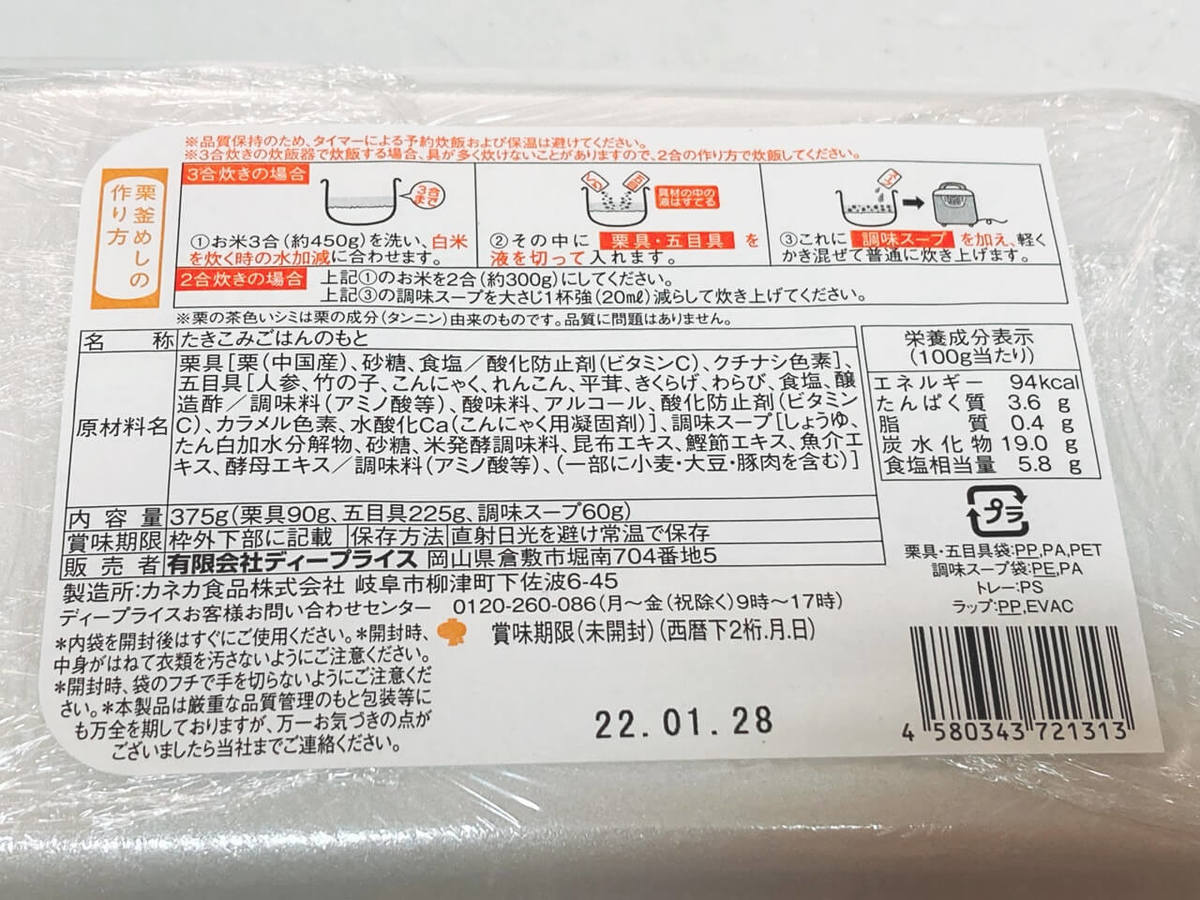 ※品質保持のため、タイマーによる予約炊飯および保温は避けてください。
※3合炊きの炊飯器で炊飯する場合、具が多く炊けないことがありますので、2合の作り方で炊飯してください。
栗釜めしの
作り方
3合炊きの場合
3合
まで
①お米3合(約450g)を洗い、白米
を炊く時の水加減に合わせます。
具材の中の
液はすてる
②その中に 栗具・五目具 を
液を切って入れます。
③これに 調味スープ を加え、軽く
かき混ぜて普通に炊き上げます。
2合炊きの場合
上記①のお米を2合(約300g)にしてください。
上記③の調味スープを大さじ1杯強(20mℓ)減らして炊き上げてください。
※栗の茶色いシミは栗の成分(タンニン)由来のものです。品質に問題はありません。
名称 たきこみごはんのもと
原材料名
栗具[栗(中国産)、砂糖、食塩/酸化防止剤(ビタミンC)、クチナシ色素]、
五目具[人参、竹の子、こんにゃく、れんこん、平茸、きくらげ、わらび、食塩、醸
造酢/調味料(アミノ酸等)、酸味料、アルコール、酸化防止剤(ビタミン
C)、カラメル色素、水酸化Ca(こんにゃく用凝固剤)]、調味スープ[しょうゆ、
たん白加水分解物、砂糖、米発酵調味料、昆布エキス、鰹節エキス、魚介エ
キス、酵母エキス/調味料(アミノ酸等)、(一部に小麦・大豆・豚肉を含む)]
内容量 375g(栗具90g、五目具225g、調味スープ60g)
賞味期限 枠外下部に記載 保存方法 直射日光を避け常温で保存
販売者 有限会社ディープライス 岡山県倉敷市堀南704番地5
製造所:カネカ食品株式会社 岐阜市柳津町下佐波6-45
ディープライスお客様お問い合わせセンター 0120-260-086(月~金(祝除く)9時~17時)
*内袋を開封後はすぐにご使用ください。*開封時、
中身がはねて衣類を汚さないようにご注意ください。
*開封時、袋のフチで手を切らないようにご注意くだ
さい。*本製品は厳重な品質管理のもと包装等に
も万全を期しておりますが、万一お気づきの点が
ございましたら当社までご連絡ください。
賞味期限(未開封)(西暦下2桁.月.日)
22.01.28
栄養成分表示
(100g当たり)
エネルギー 94kcal
たんぱく質 3.6 g
脂質 0.4 g
炭水化物 19.0 g
食塩相当量 5.8 g
プラ
栗具・五目具袋:PP,PA,PET
調味スープ袋:PE,PA
トレー:PS
ラップ:PP,EVAC
4 580343 721313